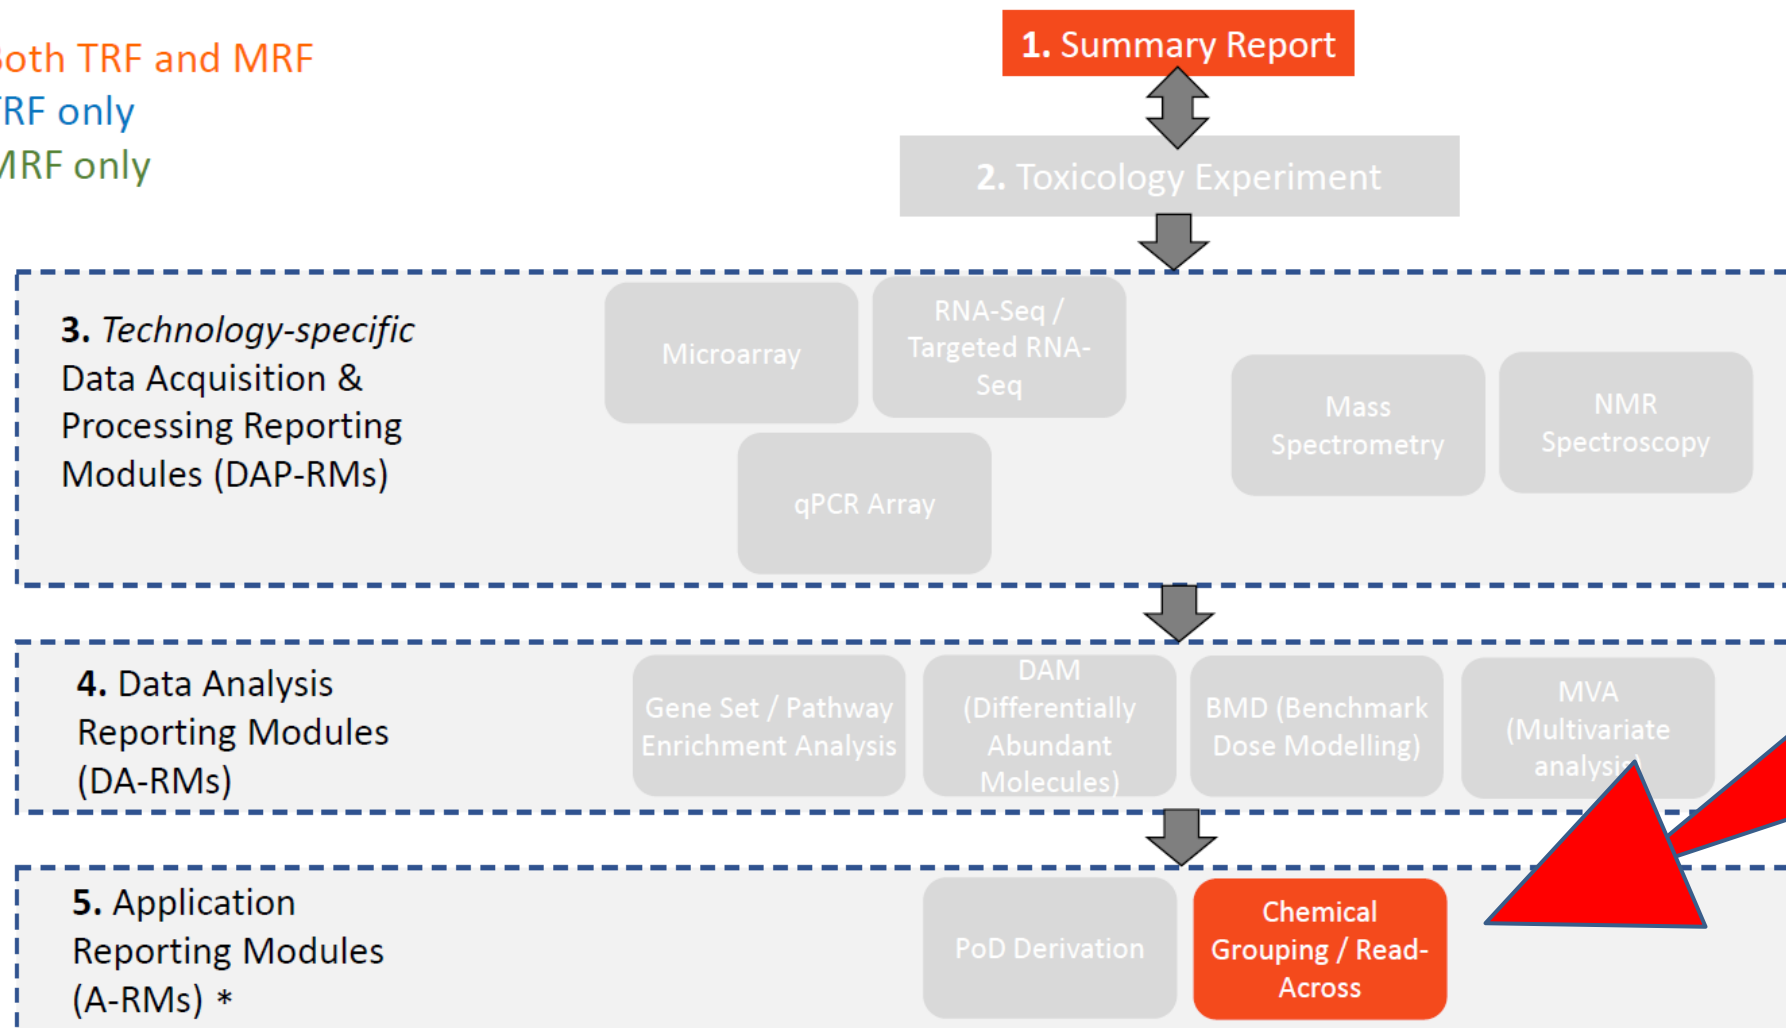 Both TRF and MRF
TRF only
MRF only
1. Summary Report
2. Toxicology Experiment
3. Technology-specific
Data Acquisition &
Processing Reporting
Modules (DAP-RMs)
Microarray
RNA-Seq /
Targeted RNA-
Seq
qPCR Array
Mass
Spectrometry
NMR
Spectroscopy
4. Data Analysis
Reporting Modules
(DA-RMs)
Gene Set / Pathway
Enrichment Analysis
DAM
(Differentially
Abundant
Molecules)
BMD (Benchmark
Dose Modelling)
MVA
(Multivariate
analysis)
5. Application
Reporting Modules
(A-RMs) *
PoD Derivation
Chemical
Grouping / Read-
Across